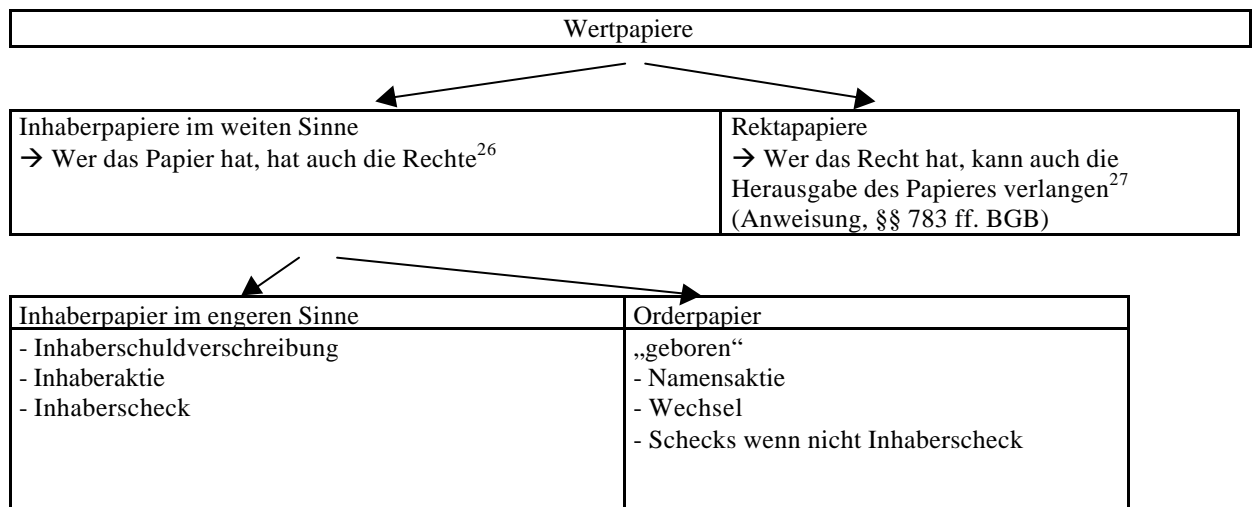 Wertpapiere
Inhaberpapiere im weiten Sinne
→ Wer das Papier hat, hat auch die Rechte26
Rektapapiere
→ Wer das Recht hat, kann auch die
Herausgabe des Papieres verlangen27
(Anweisung, §§ 783 ff. BGB)
Inhaberpapier im engeren Sinne
- Inhaberschuldverschreibung
- Inhaberaktie
- Inhaberscheck
Orderpapier
„geboren“
- Namensaktie
- Wechsel
- Schecks wenn nicht Inhaberscheck